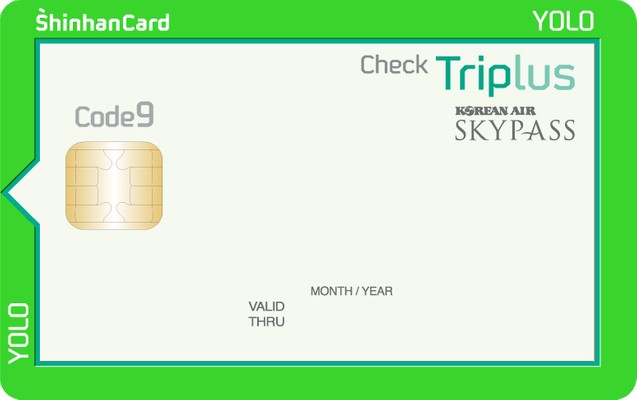 ShinhanCard
YOLO
Check Triplus
KOREAN AIR
SKYPASS
Code9
MONTH / YEAR
VALID
THRU
YOLO